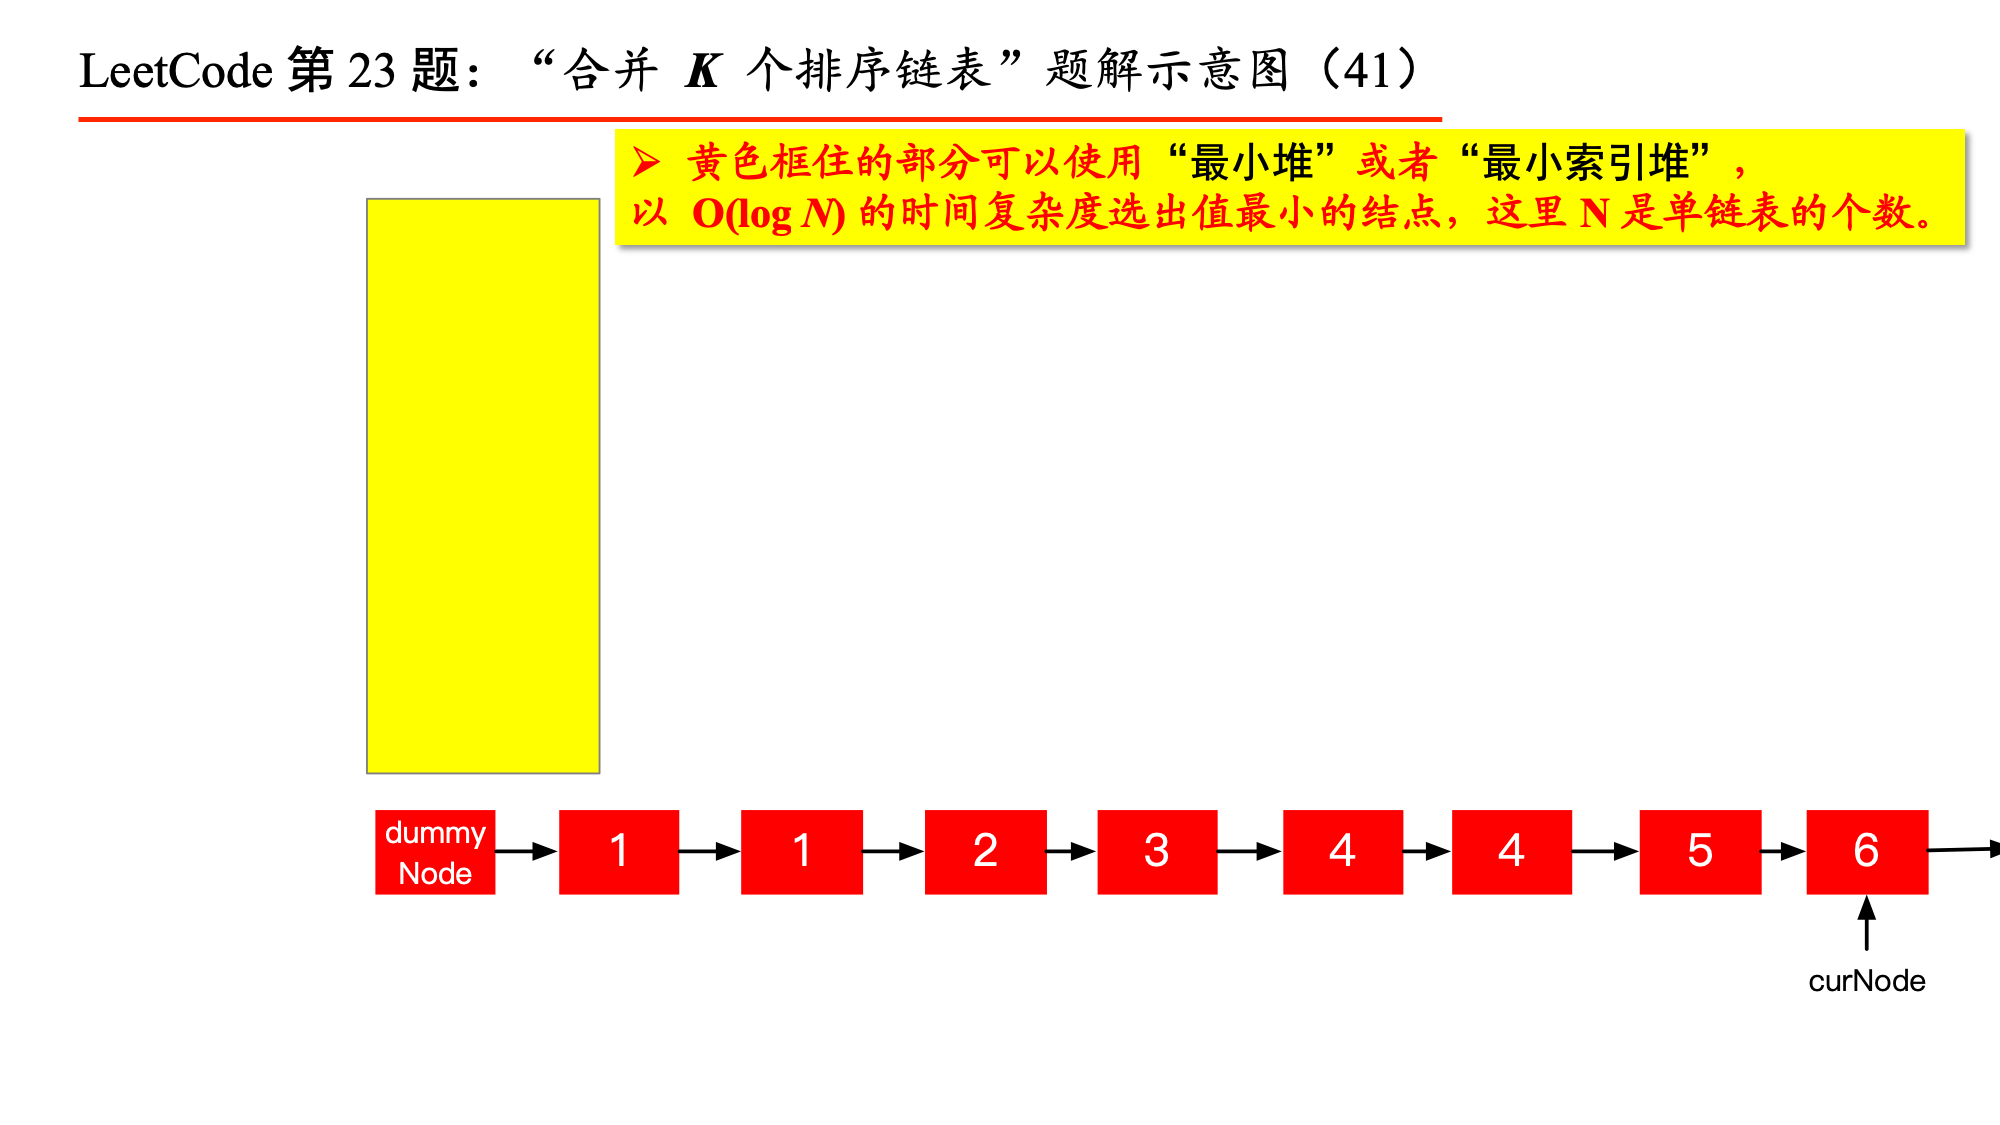 LeetCode 第 23 题：“合并 K 个排序链表”题解示意图（41）
➢ 黄色框住的部分可以使用“最小堆”或者“最小索引堆”，
以 O(log N) 的时间复杂度选出值最小的结点，这里 N 是单链表的个数。
dummy
Node
1
1
2
3
4
4
5
6
curNode